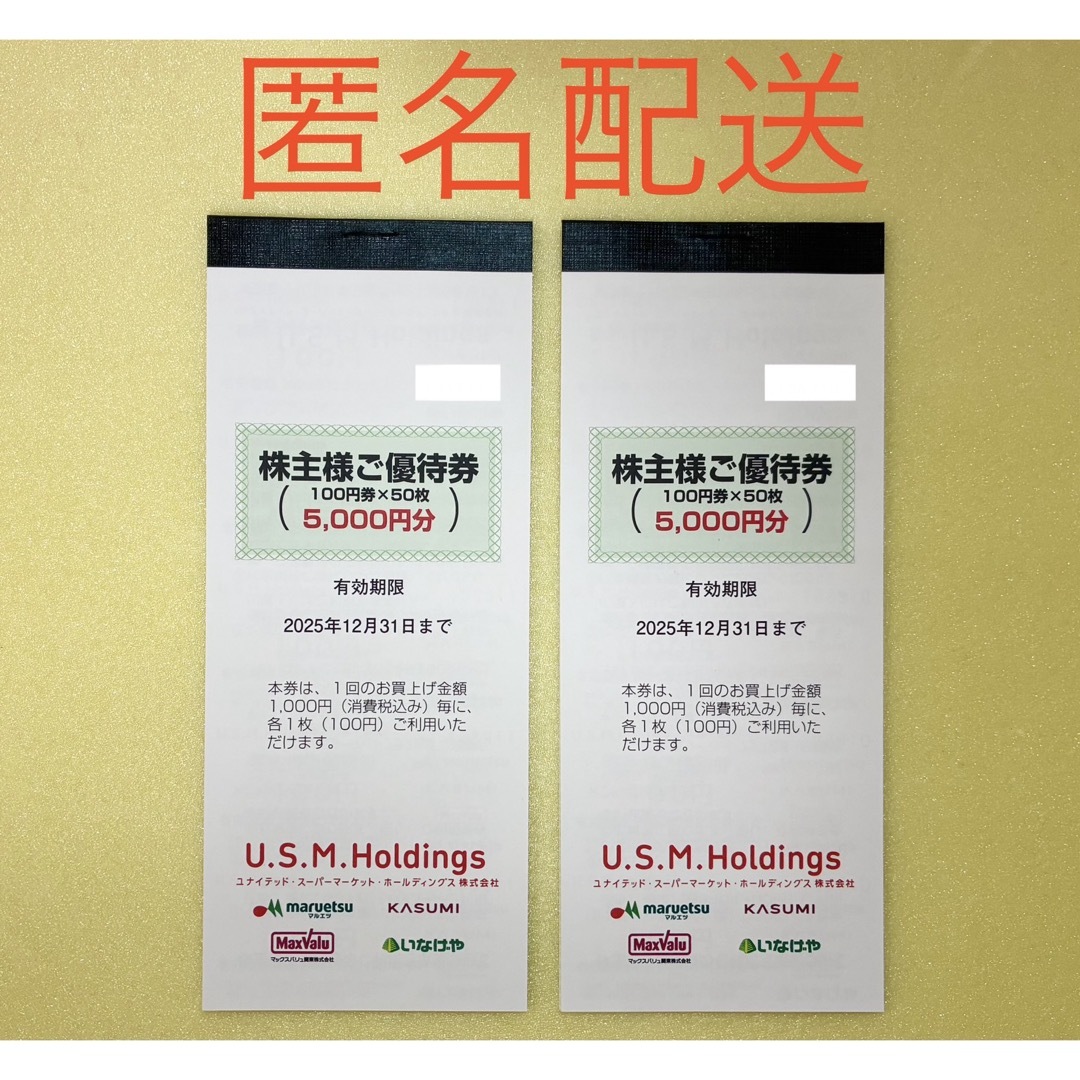 匿名配送
株主様ご優待券
100円券×50枚
( 5,000円分 )
有効期限
2025年12月31日まで
本券は、1回のお買上げ金額
1,000円（消費税込み）毎に、
各1枚（100円）ご利用いた
だけます。
U.S.M.Holdings
ユナイテッド・スーパーマーケット・ホールディングス 株式会社
maruetsu
マルエツ
KASUMI
MaxValu
マックスバリュ関東株式会社
いなげや
株主様ご優待券
100円券×50枚
( 5,000円分 )
有効期限
2025年12月31日まで
本券は、1回のお買上げ金額
1,000円（消費税込み）毎に、
各1枚（100円）ご利用いた
だけます。
U.S.M.Holdings
ユナイテッド・スーパーマーケット・ホールディングス 株式会社
maruetsu
マルエツ
KASUMI
MaxValu
マックスバリュ関東株式会社
いなげや